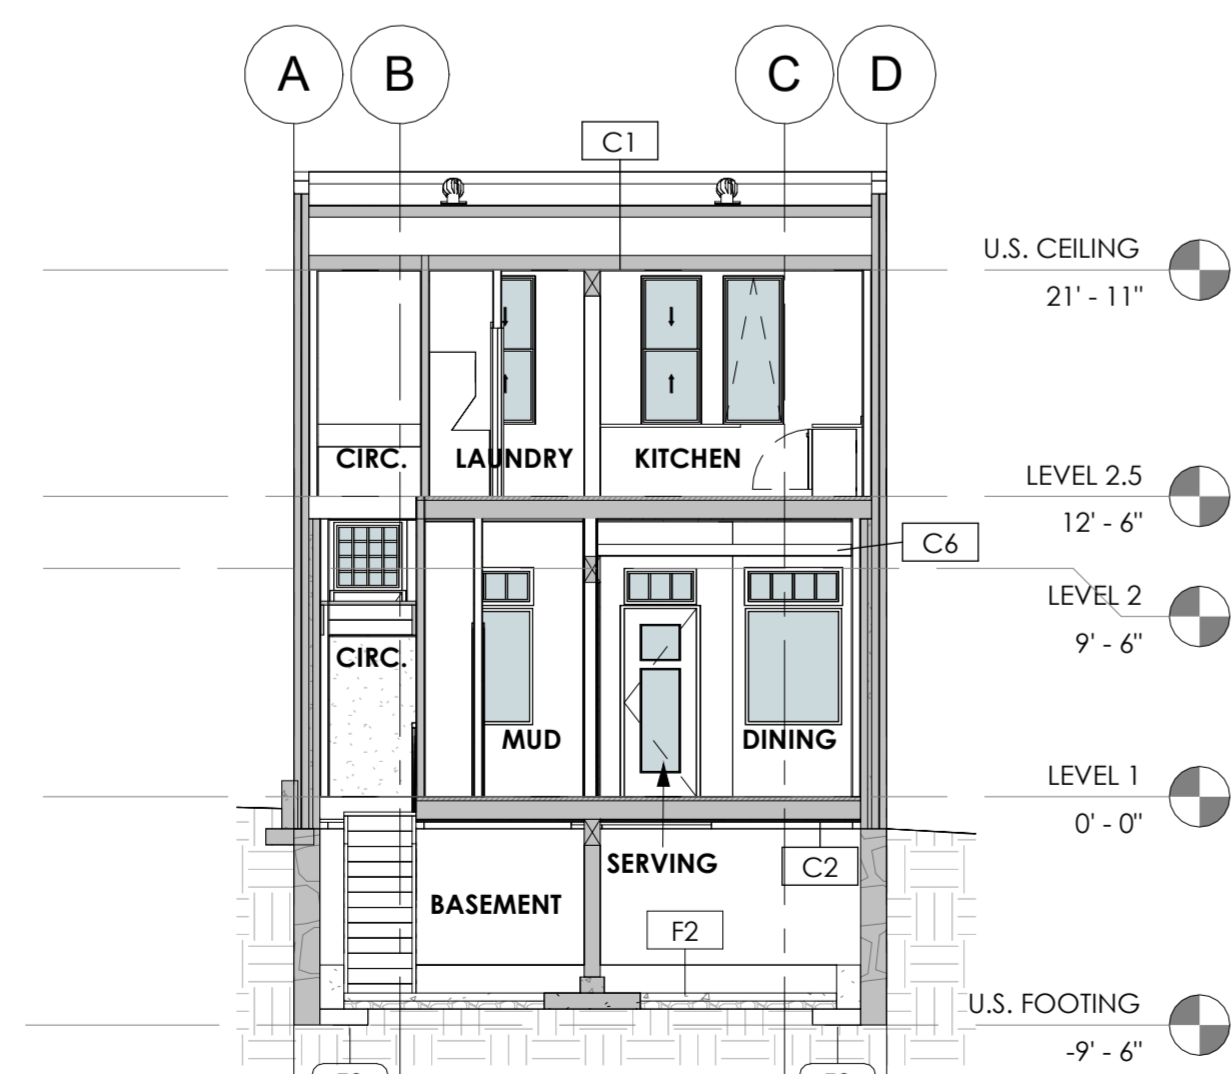 A B C D
C1
U.S. CEILING
21' - 11"
CIRC. LAUNDRY KITCHEN
LEVEL 2.5
12' - 6"
C6
LEVEL 2
9' - 6"
CIRC.
MUD DINING
LEVEL 1
0' - 0"
SERVING
C2
BASEMENT
F2
U.S. FOOTING
-9' - 6"